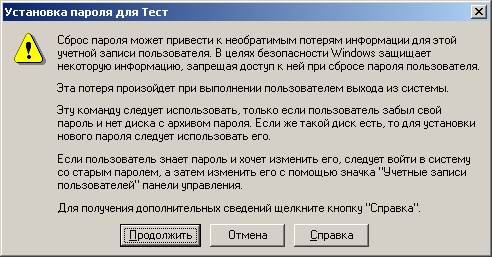 Установка пароля для Тест
Сброс пароля может привести к необратимым потерям информации для этой
учетной записи пользователя. В целях безопасности Windows защищает
некоторую информацию, запрещая доступ к ней при сбросе пароля пользователя.
Эта потеря произойдет при выполнении пользователем выхода из системы.
Эту команду следует использовать, только если пользователь забыл свой
пароль и нет диска с архивом пароля. Если же такой диск есть, то для установки
нового пароля следует использовать его.
Если пользователь знает пароль и хочет изменить его, следует войти в систему
со старым паролем, а затем изменить его с помощью значка "Учетные записи
пользователей" панели управления.
Для получения дополнительных сведений щелкните кнопку "Справка".
Продолжить Отмена Справка